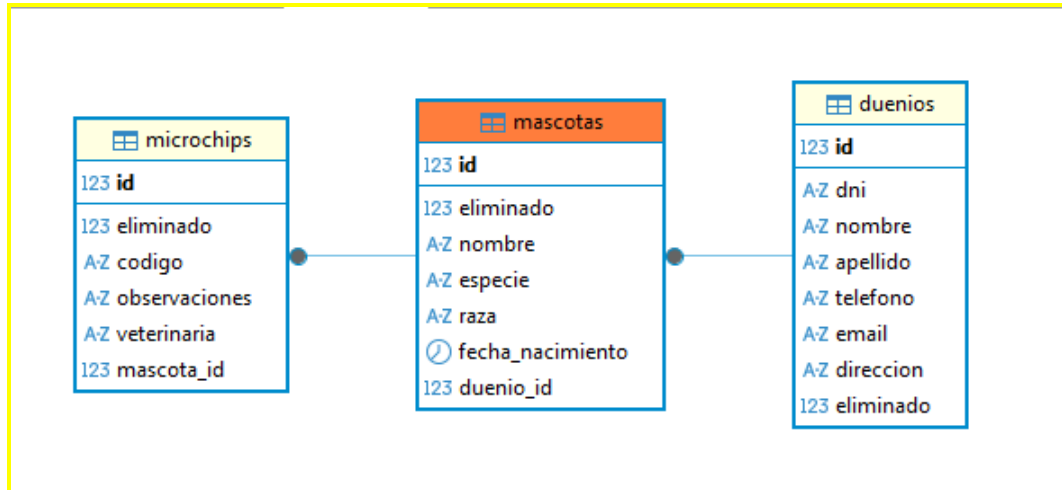 microchips
123 id
123 eliminado
A-Z codigo
A-Z observaciones
A-Z veterinaria
123 mascota_id
mascotas
123 id
123 eliminado
A-Z nombre
A-Z especie
A-Z raza
fecha_nacimiento
123 duenio_id
duenios
123 id
A-Z dni
A-Z nombre
A-Z apellido
A-Z telefono
A-Z email
A-Z direccion
123 eliminado